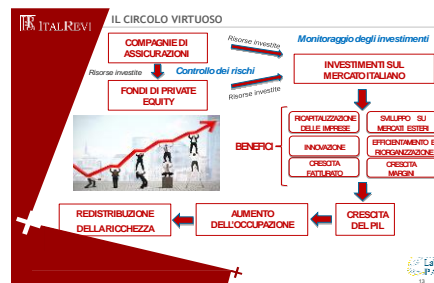 ITALREVI
IL CIRCOLO VIRTUOSO
COMPAGNIE DI
ASSICURAZIONI
Risorse investite
Monitoraggio degli investimenti
Risorse investite
Controllo dei rischi
INVESTIMENTI SUL
MERCATO ITALIANO
FONDI DI PRIVATE
EQUITY
Risorse investite
BENEFICI
RICAPITALIZZAZIONE
DELLE IMPRESE
SVILUPPO SU
MERCATI ESTERI
INNOVAZIONE
EFFICIENTAMENTO E
RIORGANIZZAZIONE
CRESCITA
FATTURATO
CRESCITA
MARGINI
REDISTRIBUZIONE
DELLA RICCHEZZA
AUMENTO
DELL'OCCUPAZIONE
CRESCITA
DEL PIL
13